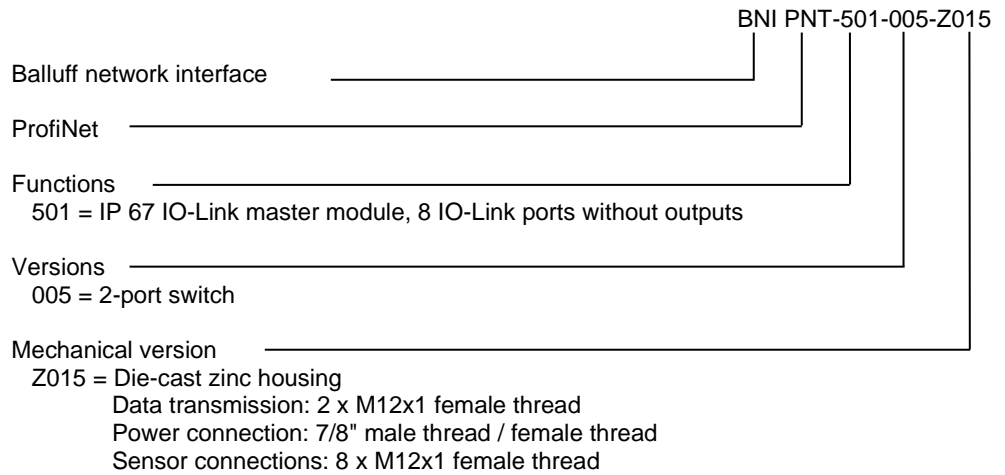 BNI PNT-501-005-Z015
Balluff network interface
ProfiNet
Functions
501 = IP 67 IO-Link master module, 8 IO-Link ports without outputs
Versions
005 = 2-port switch
Mechanical version
Z015 = Die-cast zinc housing
Data transmission: 2 x M12x1 female thread
Power connection: 7/8" male thread / female thread
Sensor connections: 8 x M12x1 female thread